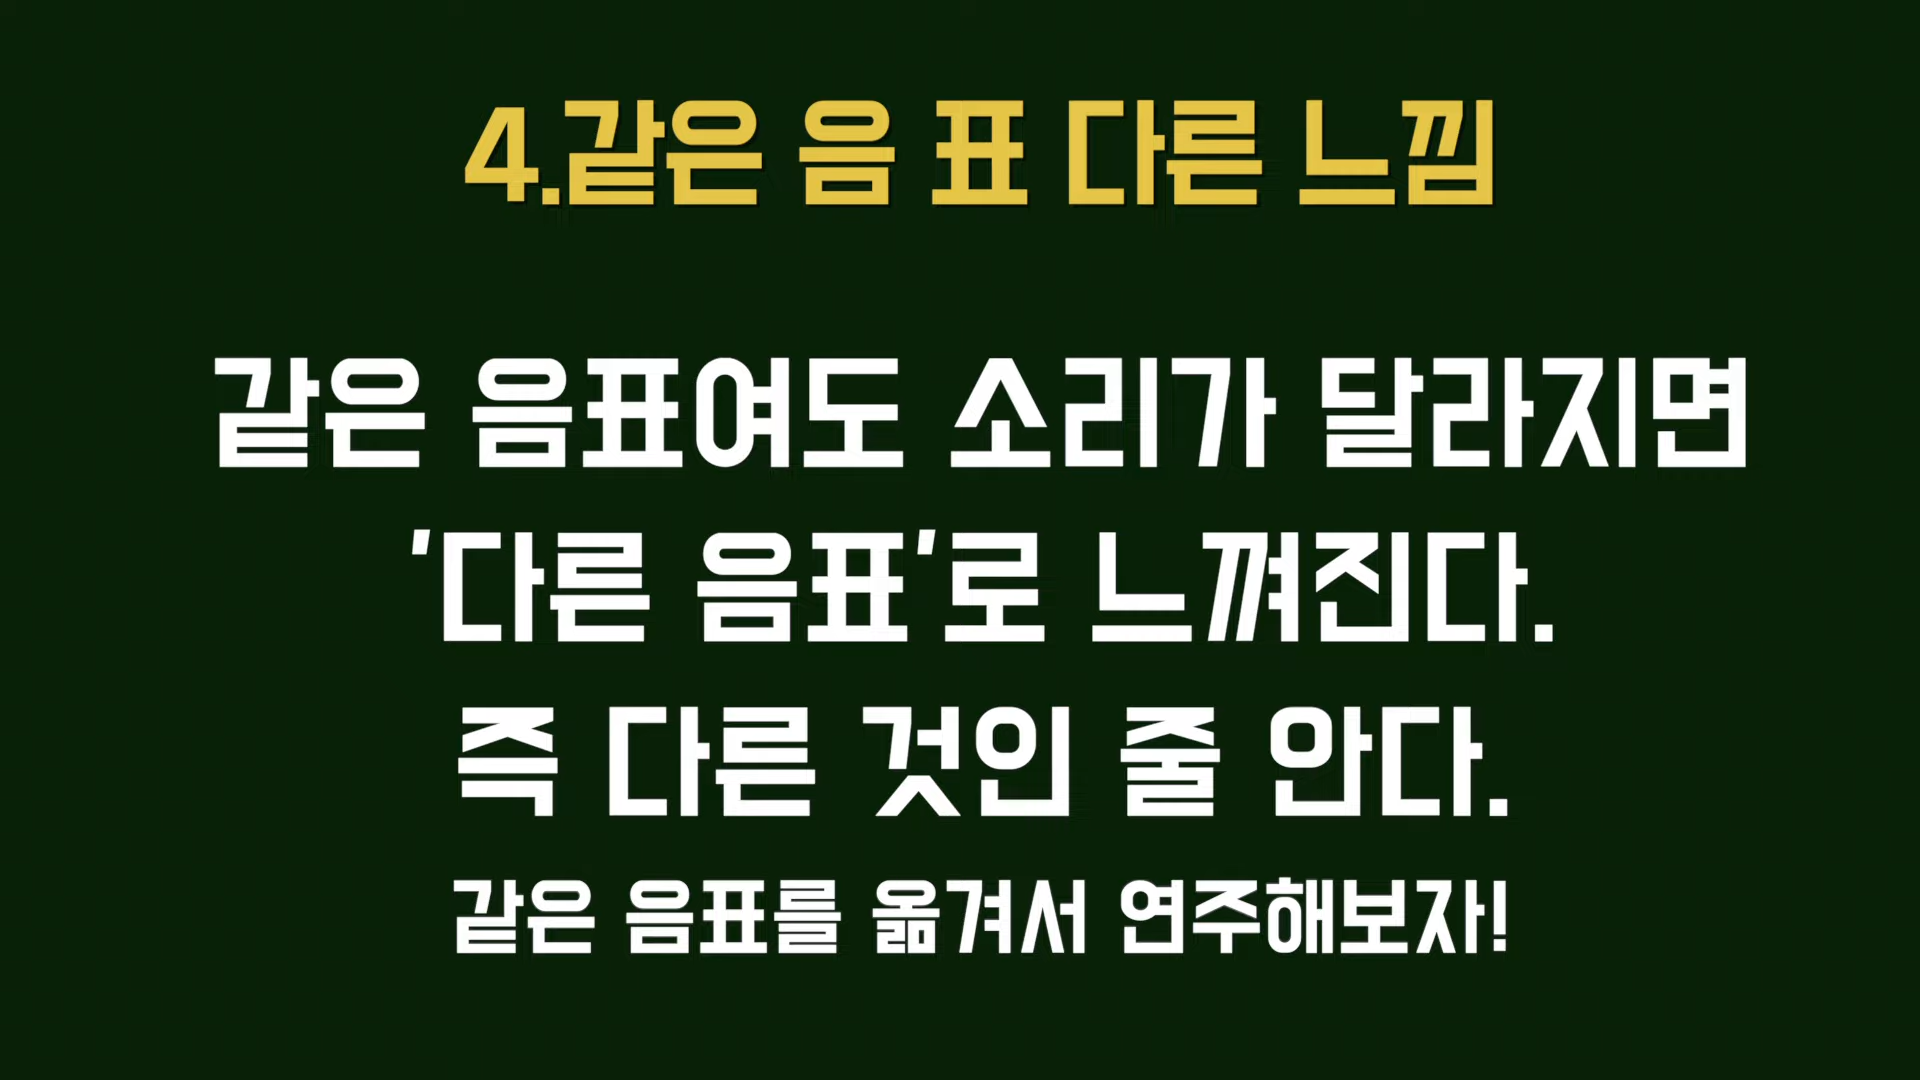 4.같은 음 표 다른 느낌
같은 음표여도 소리가 달라지면
'다른 음표'로 느껴진다.
즉 다른 것인 줄 안다.
같은 음표를 옮겨서 연주해보자!